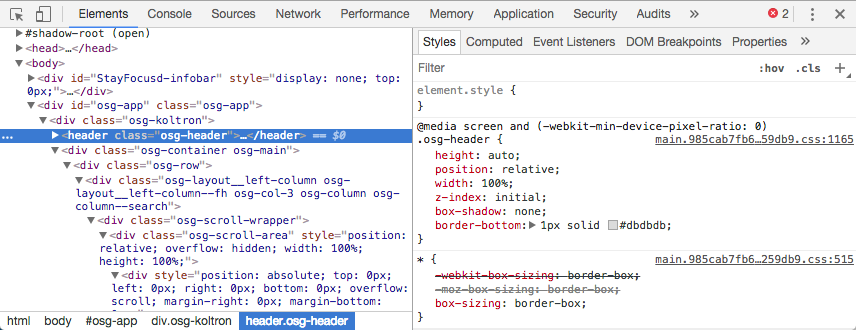 Elements Console Sources Network Performance Memory Application Security Audits » 2
#shadow-root (open)
<head>…</head>
<body>
<div id="StayFocusd-infobar" style="display: none; top:
0px;">…</div>
<div id="osg-app" class="osg-app">
<div class="osg-koltron">
… <header class="osg-header">…</header> == $0
<div class="osg-container osg-main">
<div class="osg-row">
<div class="osg-layout__left-column osg-
layout__left-column--fh osg-col-3 osg-column osg-
column--search">
<div class="osg-scroll-wrapper">
<div class="osg-scroll-area" style="position:
relative; overflow: hidden; width: 100%;
height: 100%;">
<div style="position: absolute; top: 0px;
left: 0px; right: 0px; bottom: 0px; overflow:
scroll; margin-right: 0px; margin-bottom:
html body #osg-app div.osg-koltron header.osg-header
Styles Computed Event Listeners DOM Breakpoints Properties »
Filter :hov .cls +
element.style {
}
@media screen and (-webkit-min-device-pixel-ratio: 0)
.osg-header { main.985cab7fb6…59db9.css:1165
height: auto;
position: relative;
width: 100%;
z-index: initial;
box-shadow: none;
border-bottom: 1px solid #dbdbdb;
}
* { main.985cab7fb6…259db9.css:515
-webkit-box-sizing: border-box;
-moz-box-sizing: border-box;
box-sizing: border-box;
}